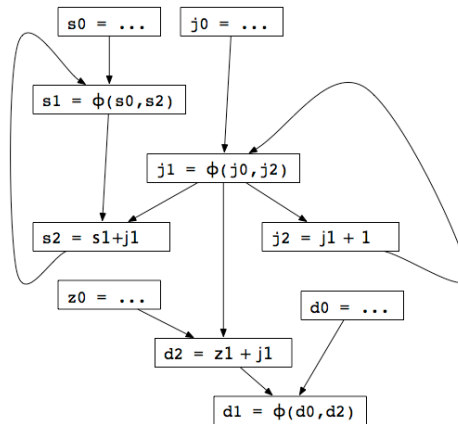 s0 = ...
j0 = ...
s1 = ϕ(s0,s2)
j1 = ϕ(j0,j2)
s2 = s1+j1
j2 = j1 + 1
z0 = ...
d0 = ...
d2 = z1 + j1
d1 = ϕ(d0,d2)